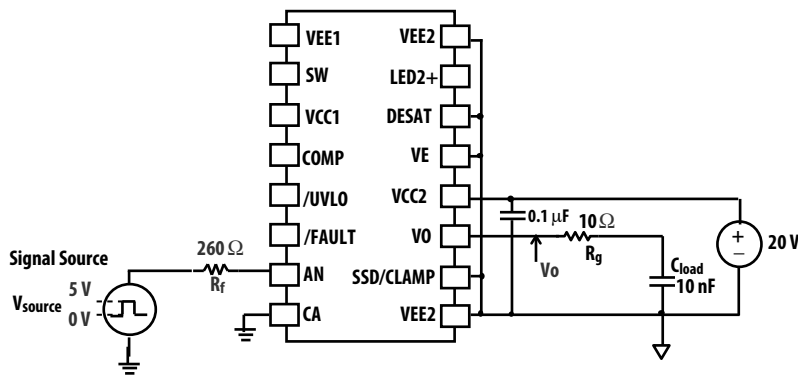 VEE1
VEE2
SW
LED2+
VCC1
DESAT
COMP
VE
/UVLO
VCC2
/FAULT
VO
AN
SSD/CLAMP
CA
VEE2
Signal Source
Vsource
5 V
0 V
260 Ω
Rf
0.1 μF
10Ω
Rg
Vo
Cload
10 nF
+
−
20 V